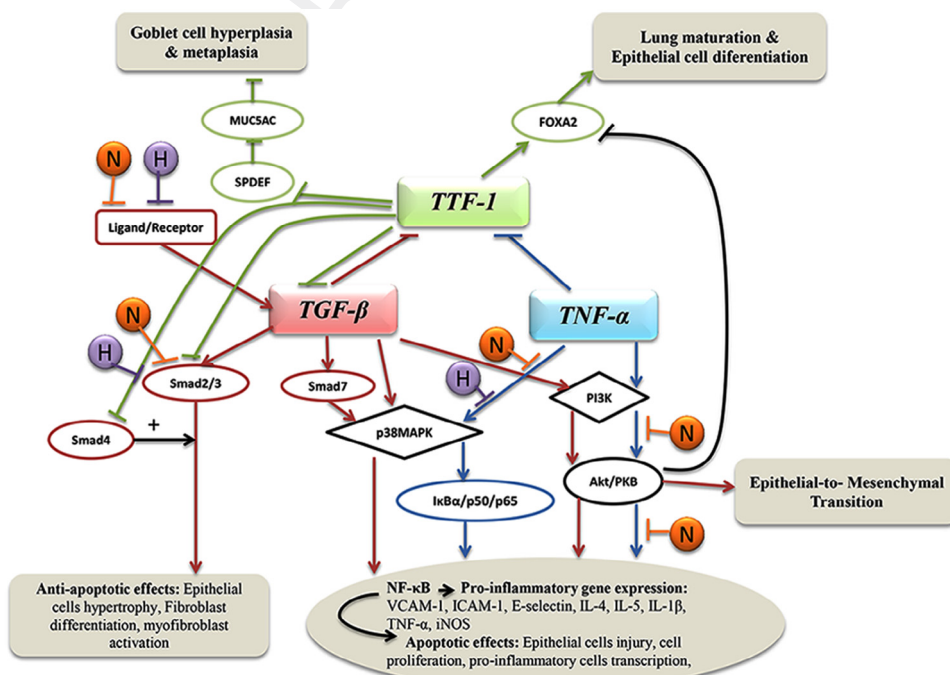 Goblet cell hyperplasia
& metaplasia
Lung maturation &
Epithelial cell diferentiation
MUC5AC
FOXA2
N
H
SPDEF
TTF-1
Ligand/Receptor
TGF-β
TNF-α
N
N
H
H
Smad2/3
Smad7
PI3K
+
Smad4
p38MAPK
N
Akt/PKB
Epithelial-to- Mesenchymal
Transition
IκBα/p50/p65
N
Anti-apoptotic effects: Epithelial
cells hypertrophy, Fibroblast
differentiation, myofibroblast
activation
NF-κB Pro-inflammatory gene expression:
VCAM-1, ICAM-1, E-selectin, IL-4, IL-5, IL-1β,
TNF-α, iNOS
Apoptotic effects: Epithelial cells injury, cell
proliferation, pro-inflammatory cells transcription,